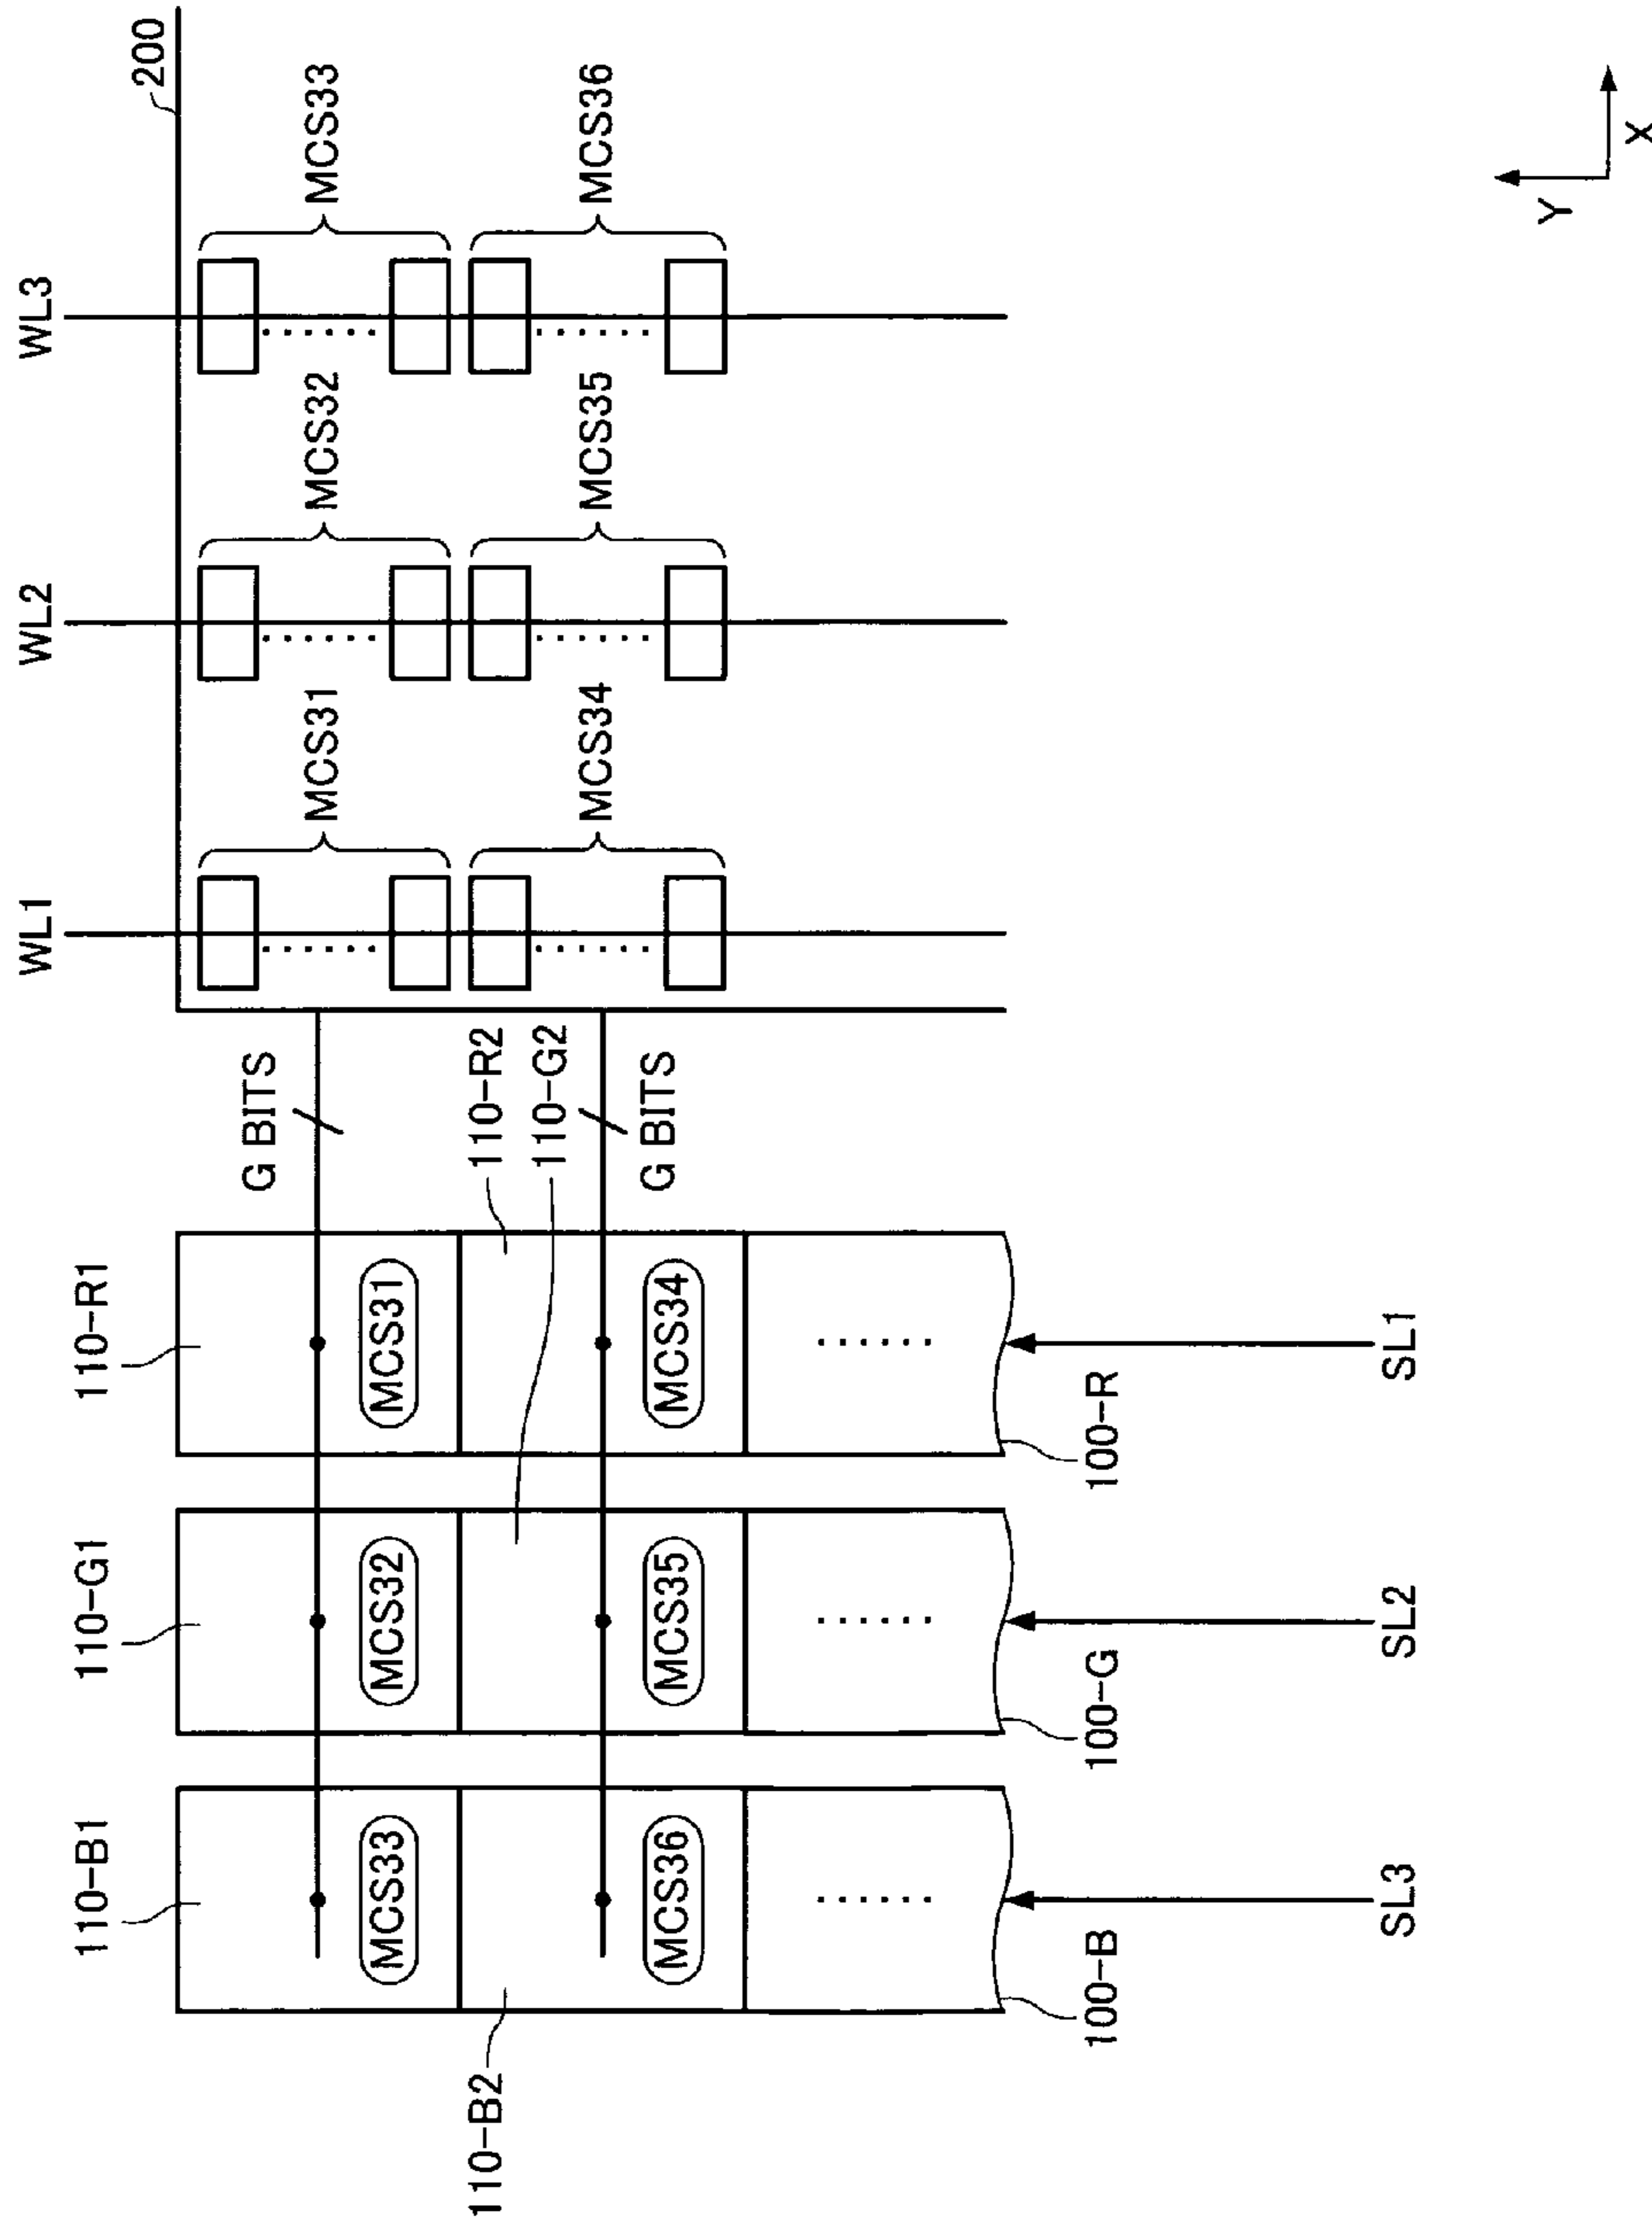 WL1
WL2
WL3
110-B1
110-G1
110-R1
200
G BITS
MCS31
MCS32
MCS33
MCS33
MCS32
MCS31
110-B2
110-R2
110-G2
MCS34
MCS35
MCS36
G BITS
MCS36
MCS35
MCS34
100-B
100-G
100-R
SL3
SL2
SL1
Y
X